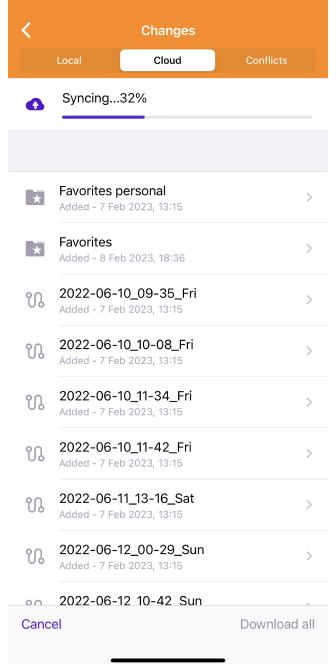 Changes
Local
Cloud
Conflicts
Syncing...32%
Favorites personal
Added - 7 Feb 2023, 13:15
Favorites
Added - 8 Feb 2023, 18:36
2022-06-10_09-35_Fri
Added - 7 Feb 2023, 13:15
2022-06-10_10-08_Fri
Added - 7 Feb 2023, 13:15
2022-06-10_11-34_Fri
Added - 7 Feb 2023, 13:15
2022-06-10_11-42_Fri
Added - 7 Feb 2023, 13:15
2022-06-11_13-16_Sat
Added - 7 Feb 2023, 13:15
2022-06-12_00-29_Sun
Added - 7 Feb 2023, 13:15
2022-06-12_10-42_Sun
Cancel
Download all